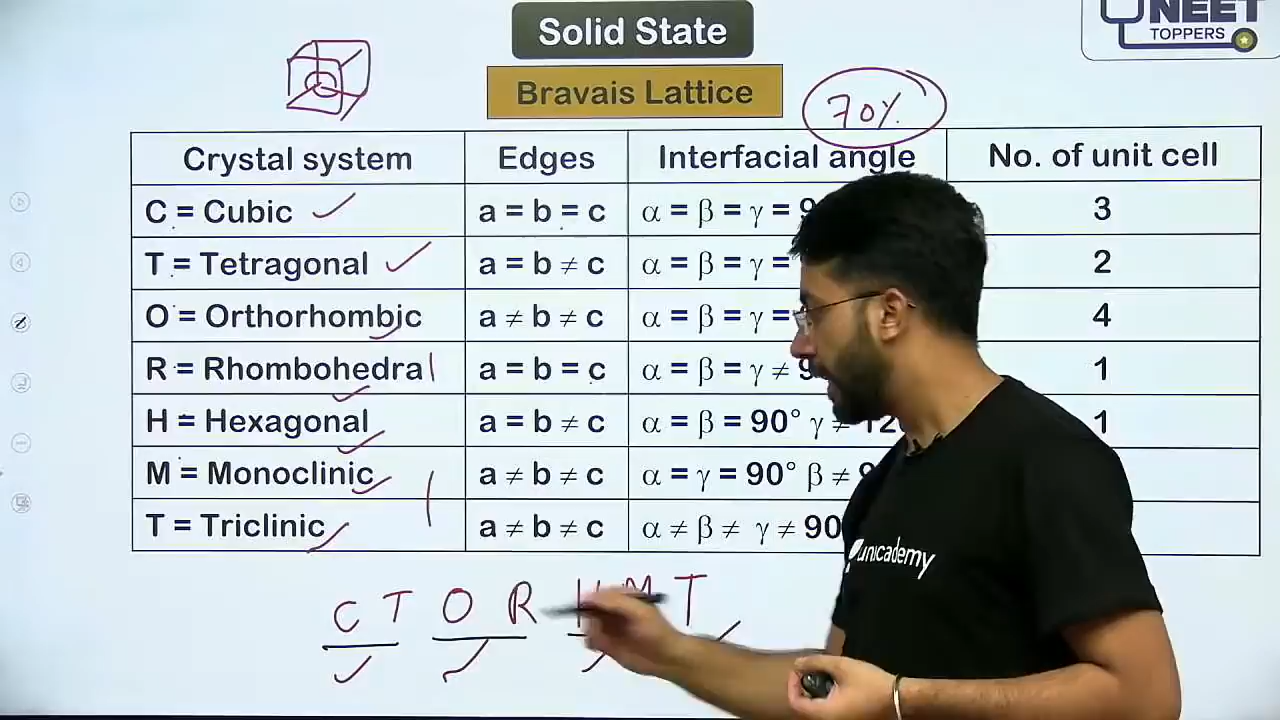 Solid State
NEET
TOPPERS
Bravais Lattice
70%
Crystal system Edges Interfacial angle No. of unit cell
C = Cubic a = b = c α = β = γ = 3
T = Tetragonal a = b ≠ c α = β = γ = 2
O = Orthorhombic a ≠ b ≠ c α = β = γ = 4
R = Rhombohedral a = b = c α = β = γ ≠ 1
H = Hexagonal a = b ≠ c α = β = 90° γ ≠ 1
M = Monoclinic a ≠ b ≠ c α = γ = 90° β ≠
T = Triclinic a ≠ b ≠ c α ≠ β ≠ γ ≠ 90
unacademy
C T O R H M T